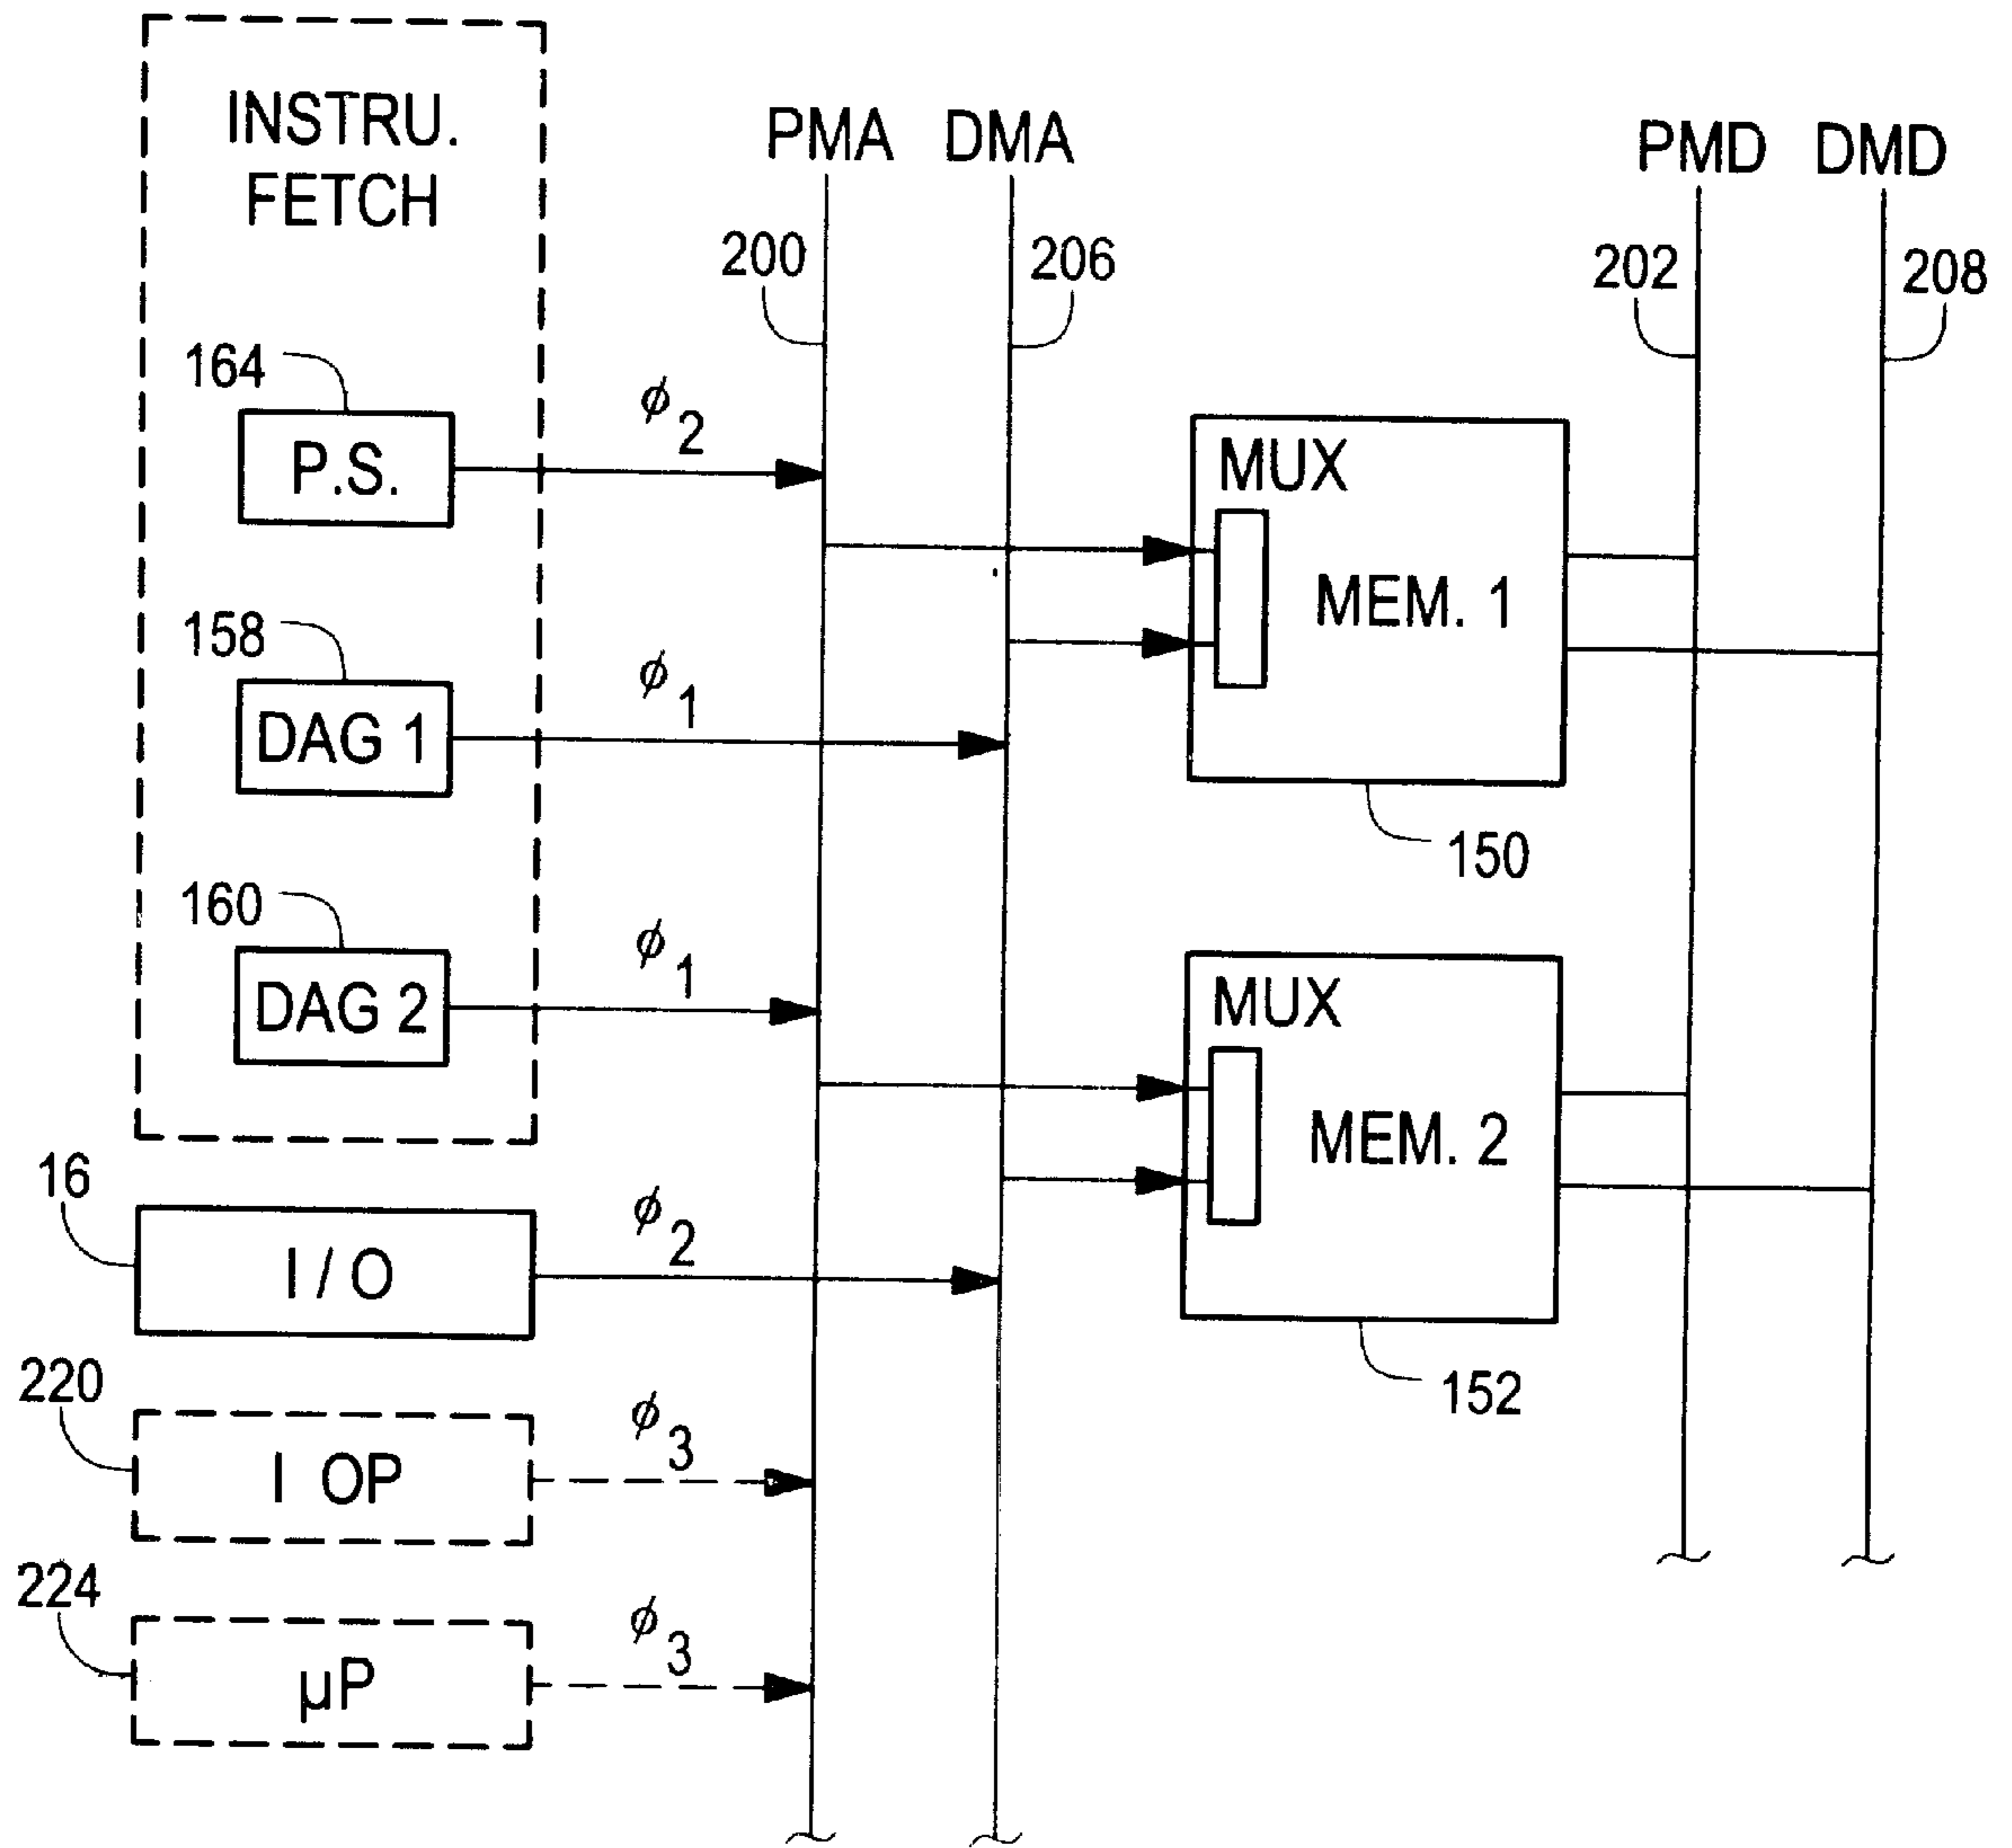 INSTRU.
FETCH
PMA
DMA
PMD
DMD
200
206
202
208
164
P.S.
ϕ2
MUX
MEM. 1
158
DAG 1
ϕ1
150
160
DAG 2
ϕ1
MUX
MEM. 2
16
I / O
ϕ2
152
220
I OP
ϕ3
224
µP
ϕ3